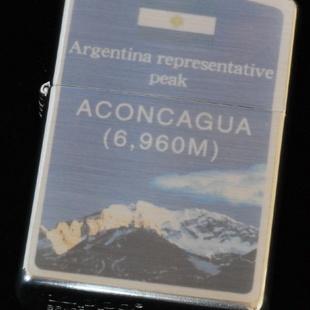 Argentina representative
peak
ACONCAGUA
(6,960M)